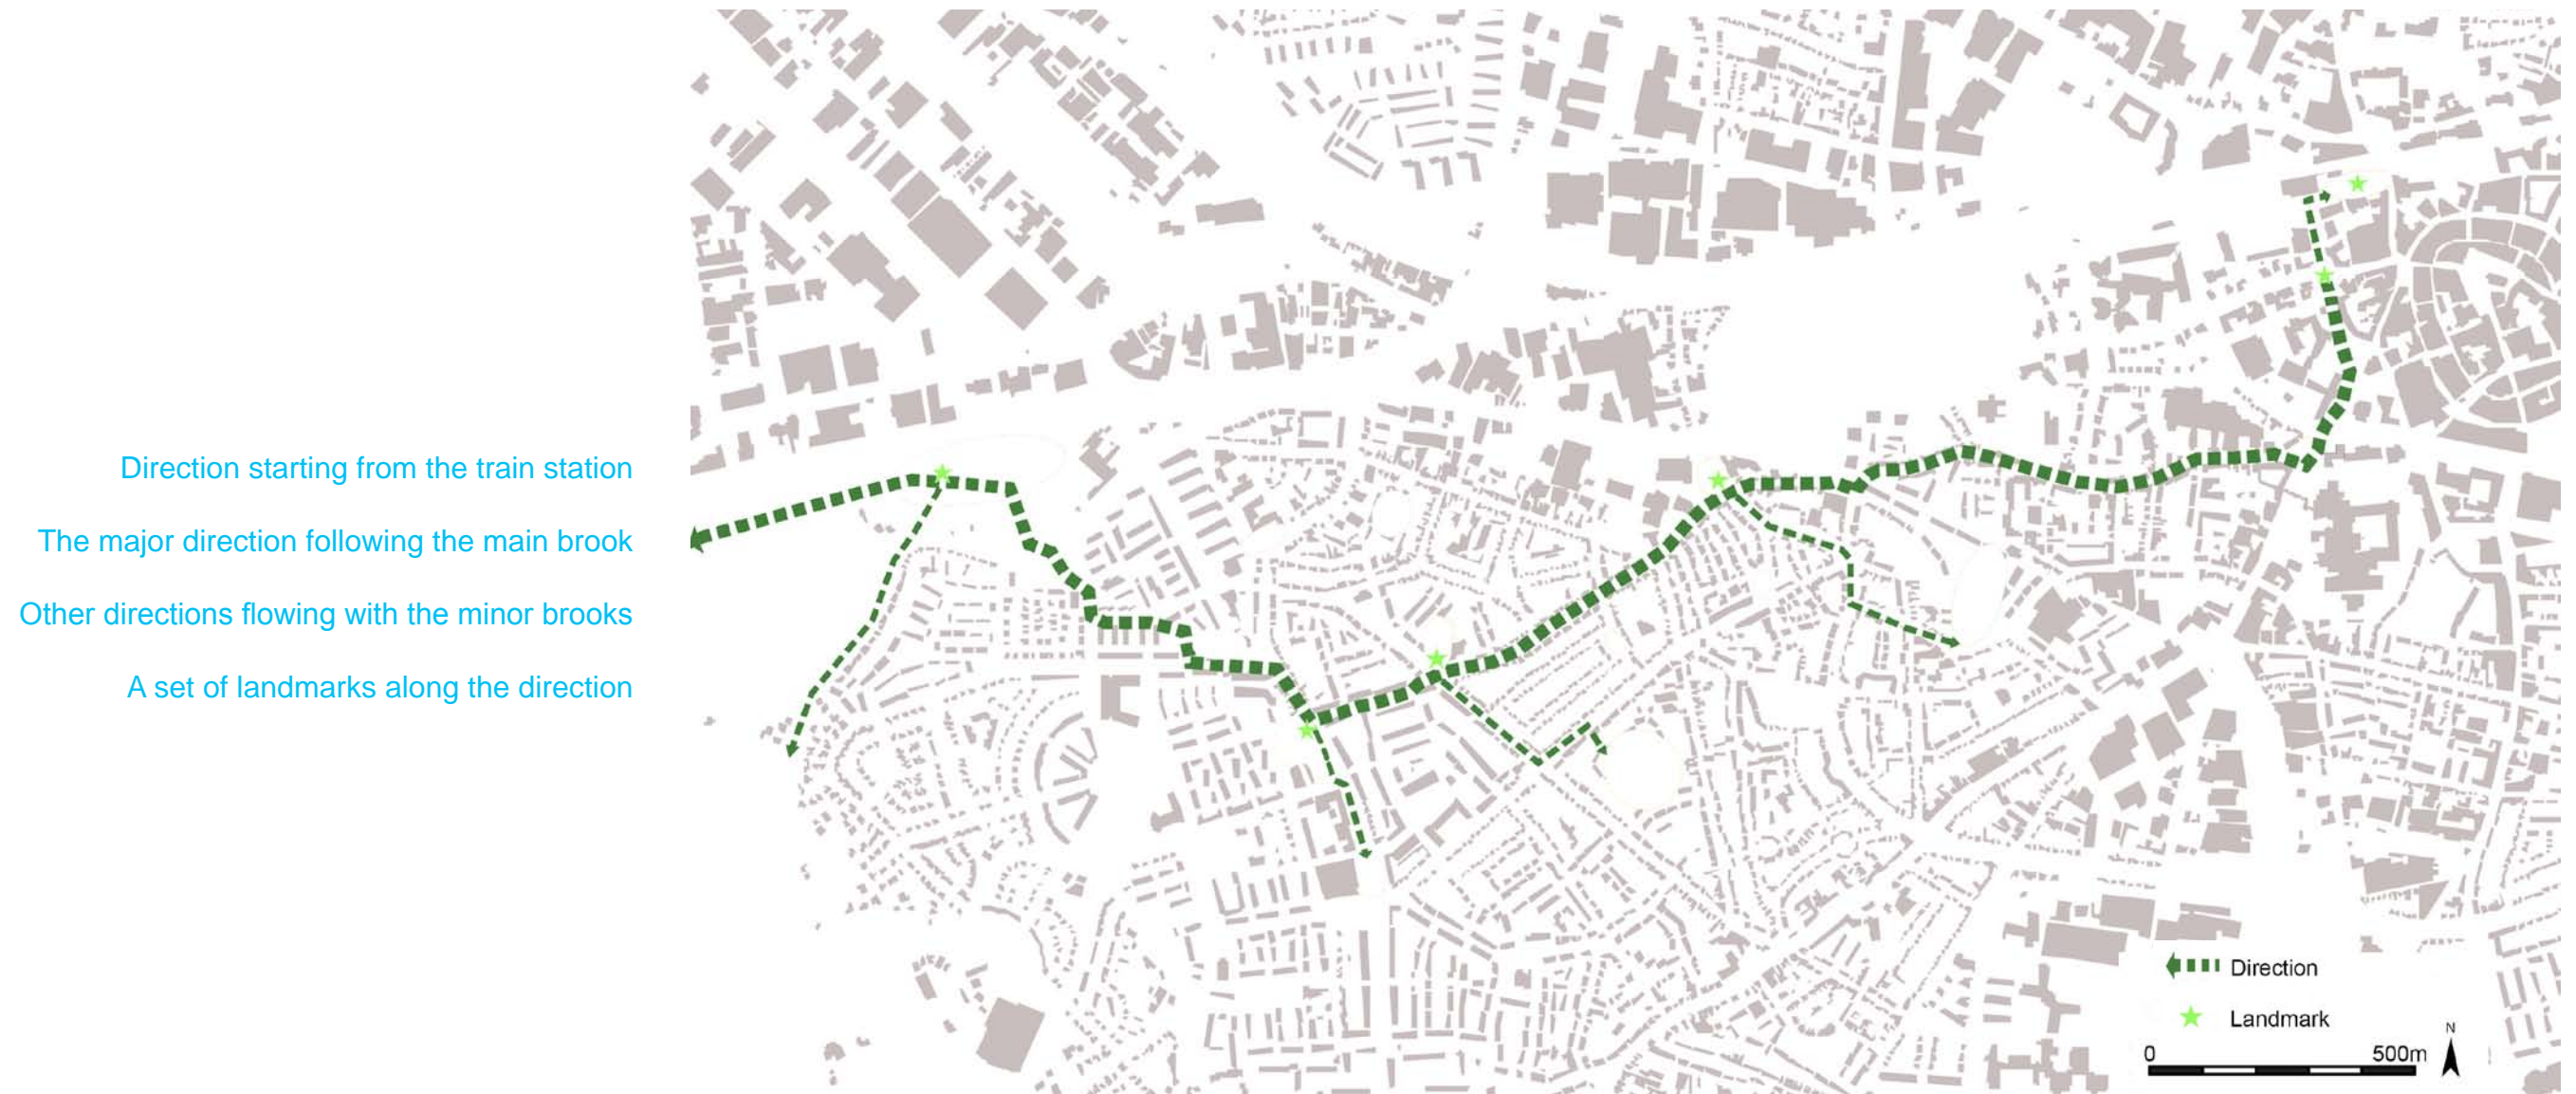 Direction starting from the train station
The major direction following the main brook
Other directions flowing with the minor brooks
A set of landmarks along the direction
Direction
Landmark
N
0 500m